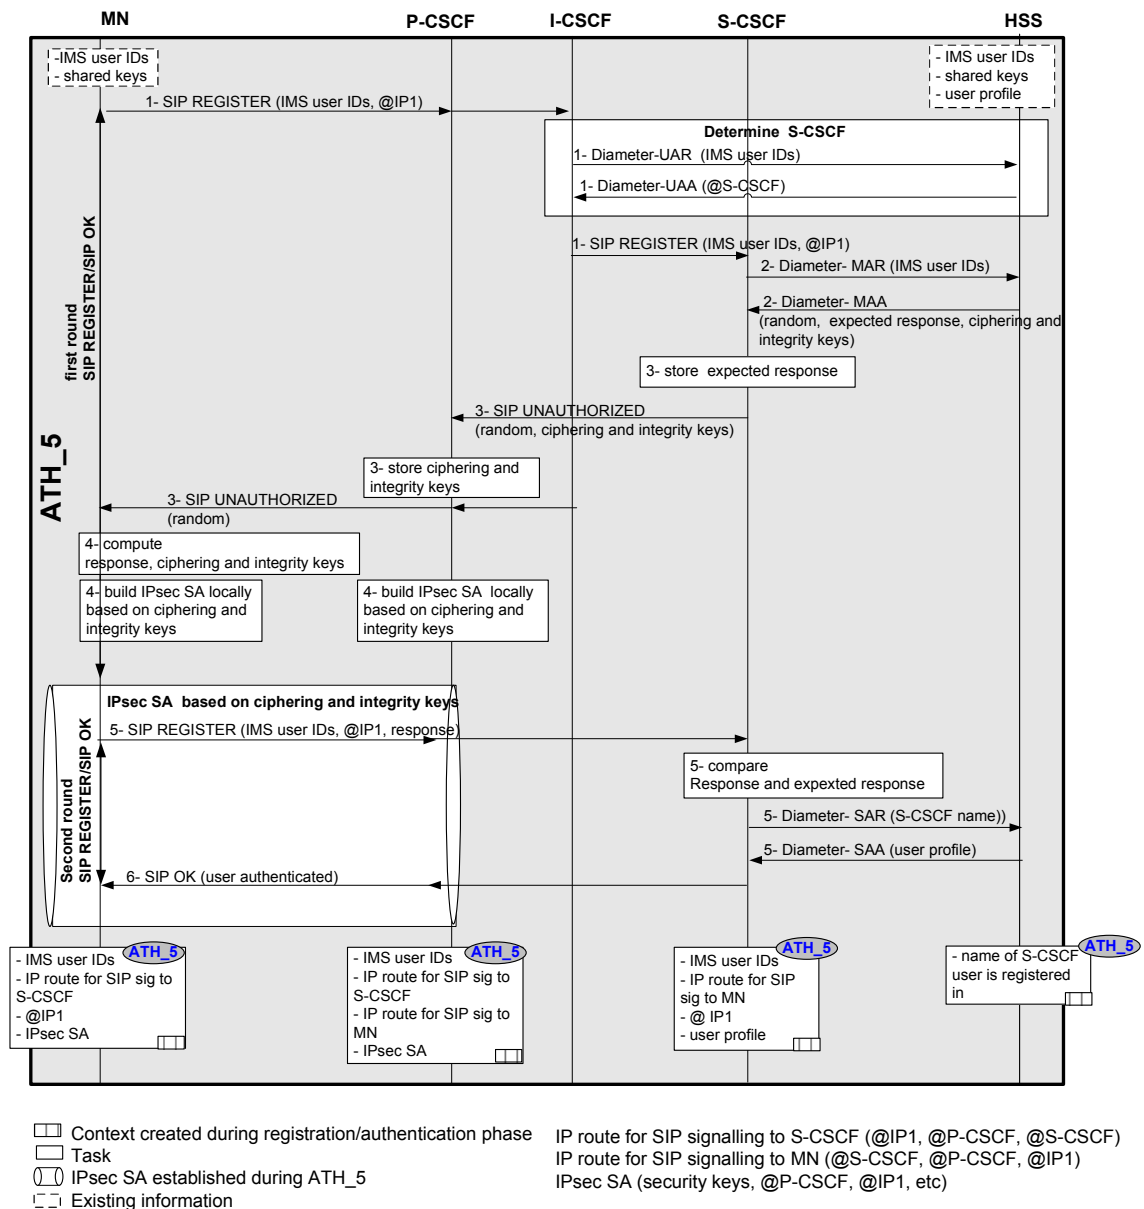 MN P-CSCF I-CSCF S-CSCF HSS
-IMS user IDs
- shared keys
- IMS user IDs
- shared keys
- user profile
1- SIP REGISTER (IMS user IDs, @IP1)
Determine S-CSCF
1- Diameter-UAR (IMS user IDs)
1- Diameter-UAA (@S-CSCF)
1- SIP REGISTER (IMS user IDs, @IP1)
2- Diameter- MAR (IMS user IDs)
2- Diameter- MAA
(random, expected response, ciphering and
integrity keys)
first round
SIP REGISTER/SIP OK
3- store expected response
3- SIP UNAUTHORIZED
(random, ciphering and integrity keys)
ATH_5
3- store ciphering and
integrity keys
3- SIP UNAUTHORIZED
(random)
4- compute
response, ciphering and integrity keys
4- build IPsec SA locally
based on ciphering and
integrity keys
4- build IPsec SA locally
based on ciphering and
integrity keys
IPsec SA based on ciphering and integrity keys
5- SIP REGISTER (IMS user IDs, @IP1, response)
Second round
SIP REGISTER/SIP OK
5- compare
Response and expexted response
5- Diameter- SAR (S-CSCF name))
5- Diameter- SAA (user profile)
6- SIP OK (user authenticated)
ATH_5
- IMS user IDs
- IP route for SIP sig to
S-CSCF
- @IP1
- IPsec SA
ATH_5
- IMS user IDs
- IP route for SIP sig to
S-CSCF
- IP route for SIP sig to
MN
- IPsec SA
ATH_5
- IMS user IDs
- IP route for SIP
sig to MN
- @ IP1
- user profile
ATH_5
- name of S-CSCF
user is registered
in
Context created during registration/authentication phase
Task
IPsec SA established during ATH_5
Existing information
IP route for SIP signalling to S-CSCF (@IP1, @P-CSCF, @S-CSCF)
IP route for SIP signalling to MN (@S-CSCF, @P-CSCF, @IP1)
IPsec SA (security keys, @P-CSCF, @IP1, etc)